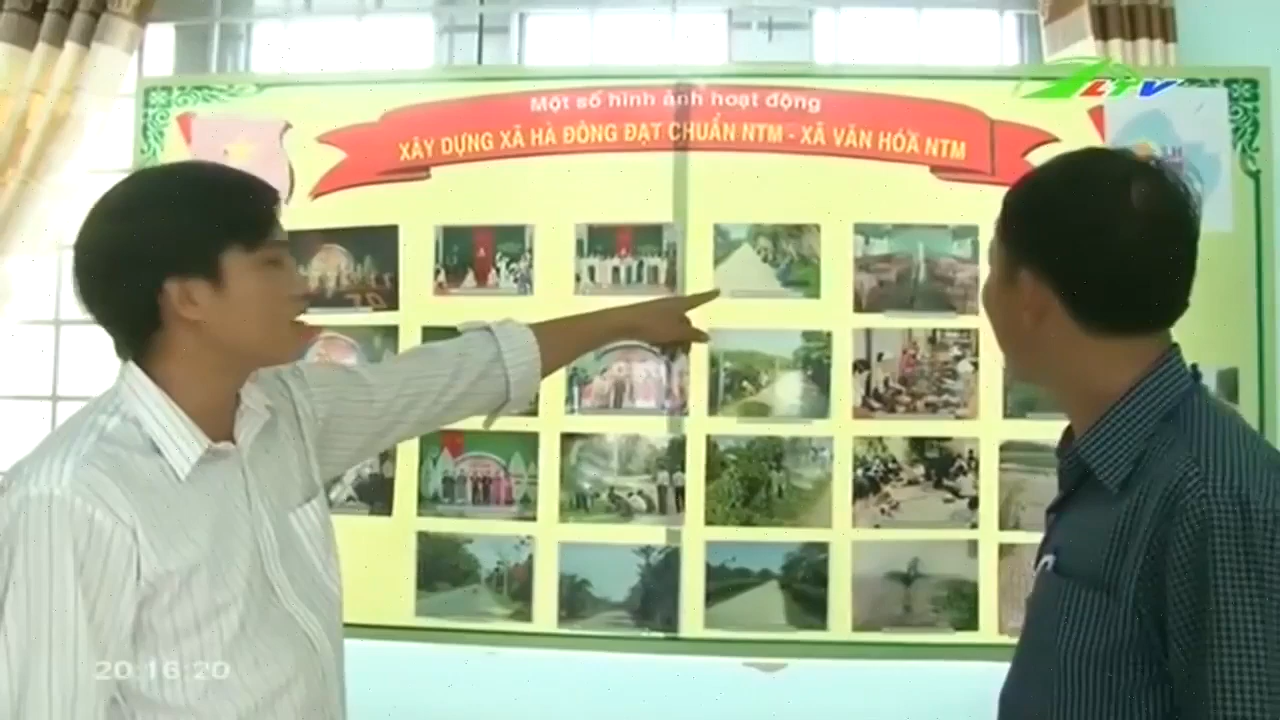 LTV
Một số hình ảnh hoạt động
XÂY DỰNG XÃ HÀ ĐÔNG ĐẠT CHUẨN NTM - XÃ VĂN HÓA NTM
20:16:20